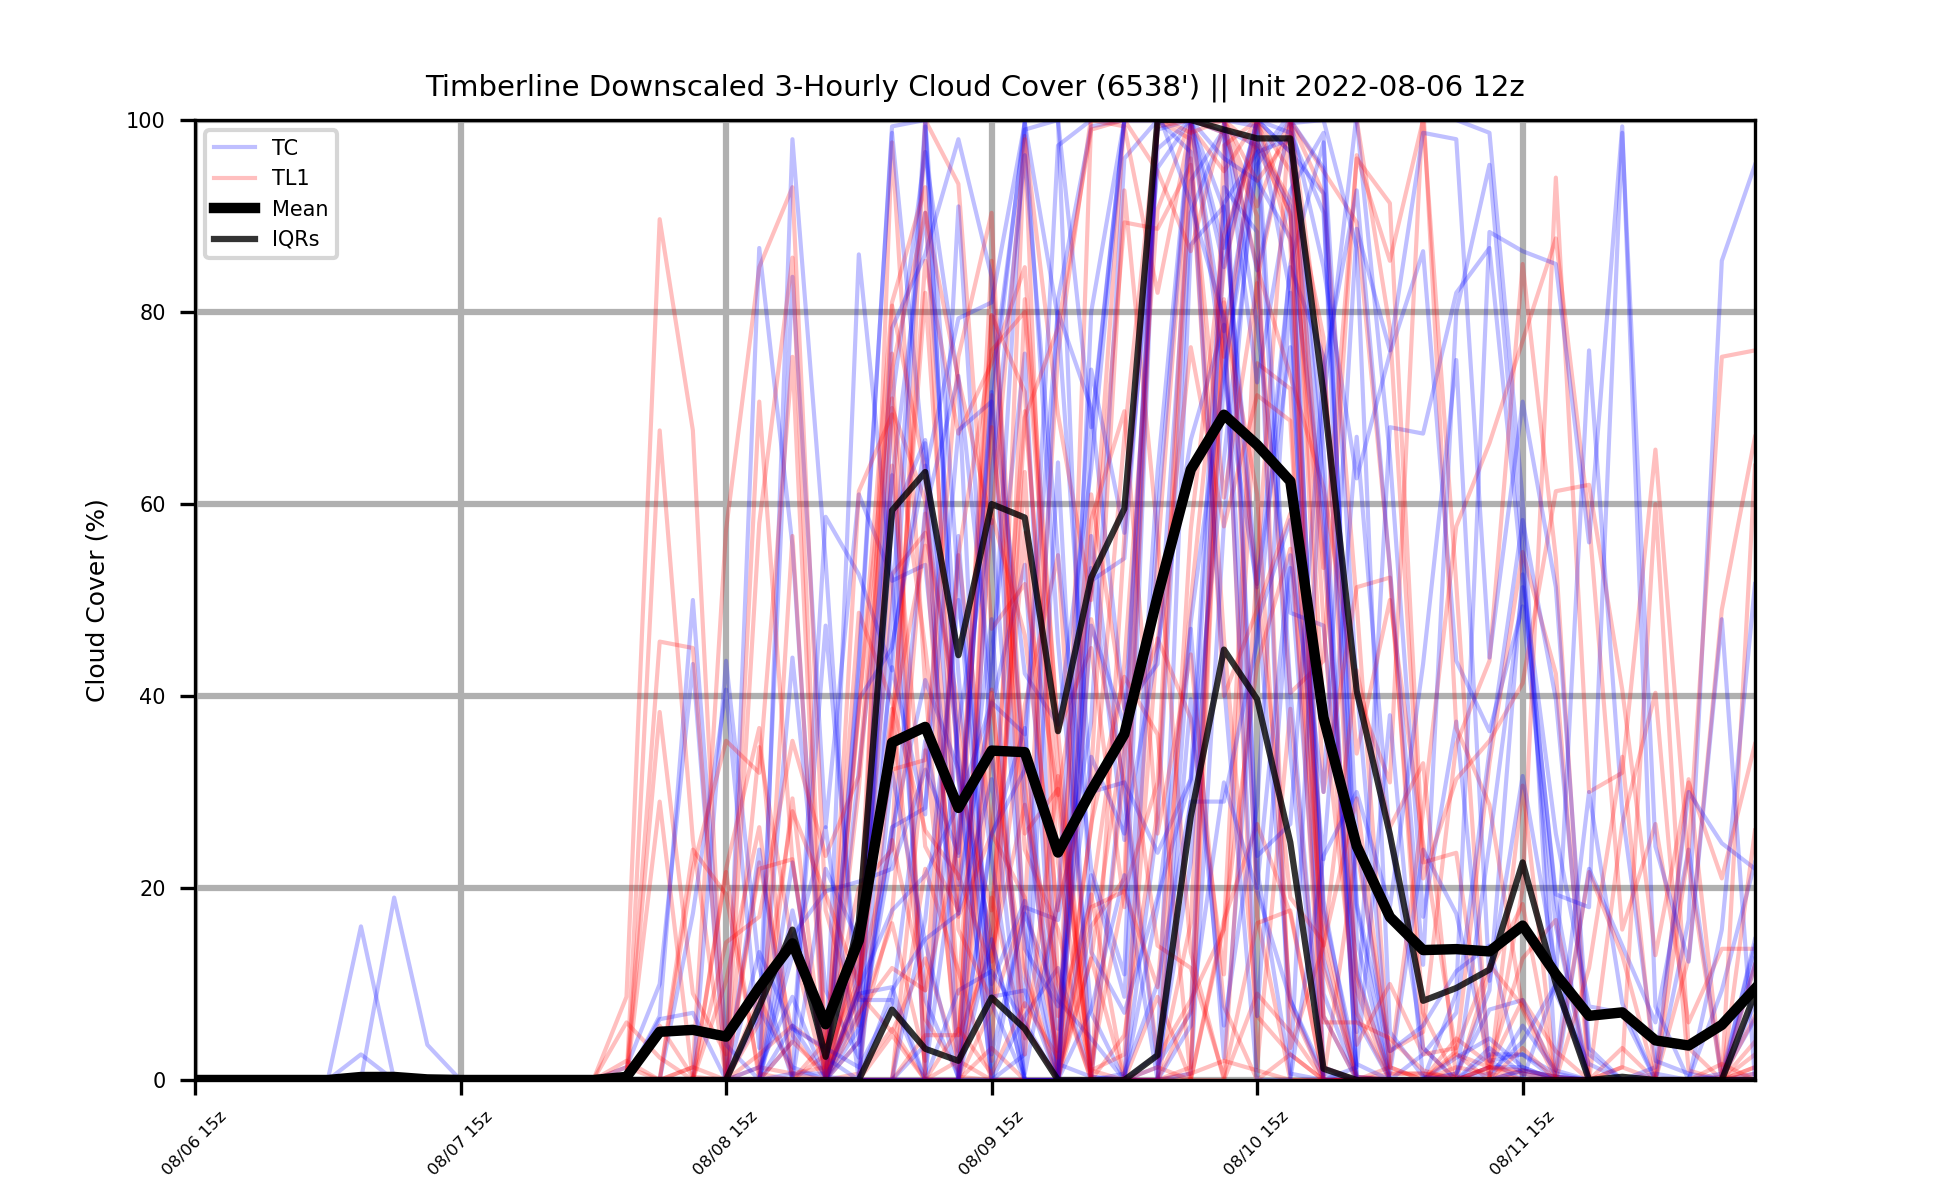 Timberline Downscaled 3-Hourly Cloud Cover (6538') || Init 2022-08-06 12z
100
80
60
40
20
0
Cloud Cover (%)
TC
TL1
Mean
IQRs
08/06 15z
08/07 15z
08/08 15z
08/09 15z
08/10 15z
08/11 15z